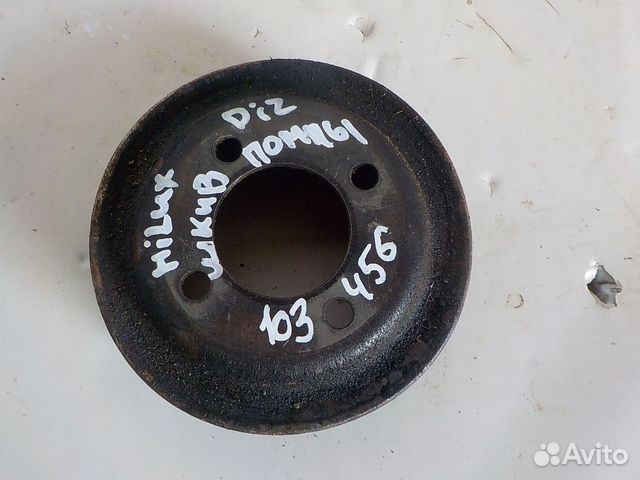 Diz
HiLux
шкив помпы
103 456
Avito